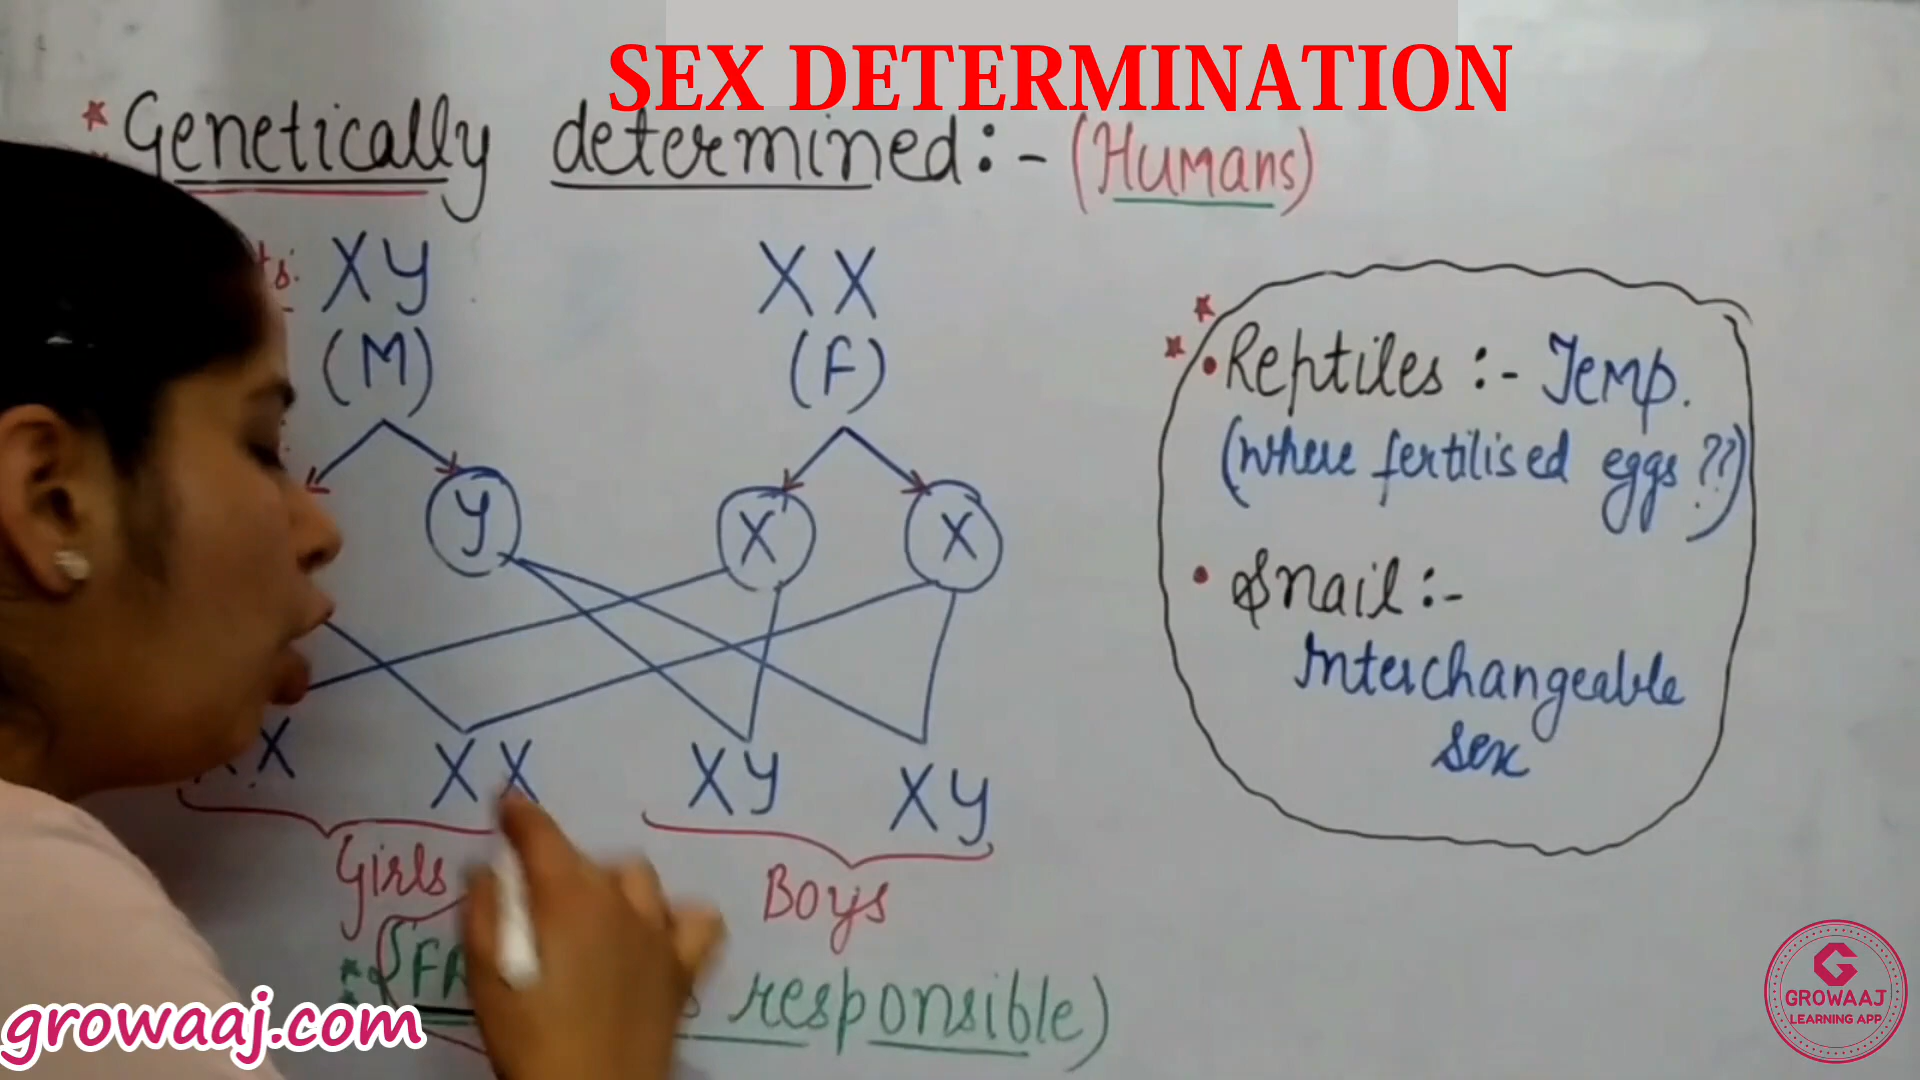 SEX DETERMINATION
Genetically determined :- (Humans)
XY XX
(M) (F)
Y X X
Reptiles :- Temp.
(where fertilised eggs ??)
Snail :-
Interchangeable
sex
X XX XY XY
Girls Boys
responsible)
growaaj.com
G
GROWAAJ
LEARNING APP